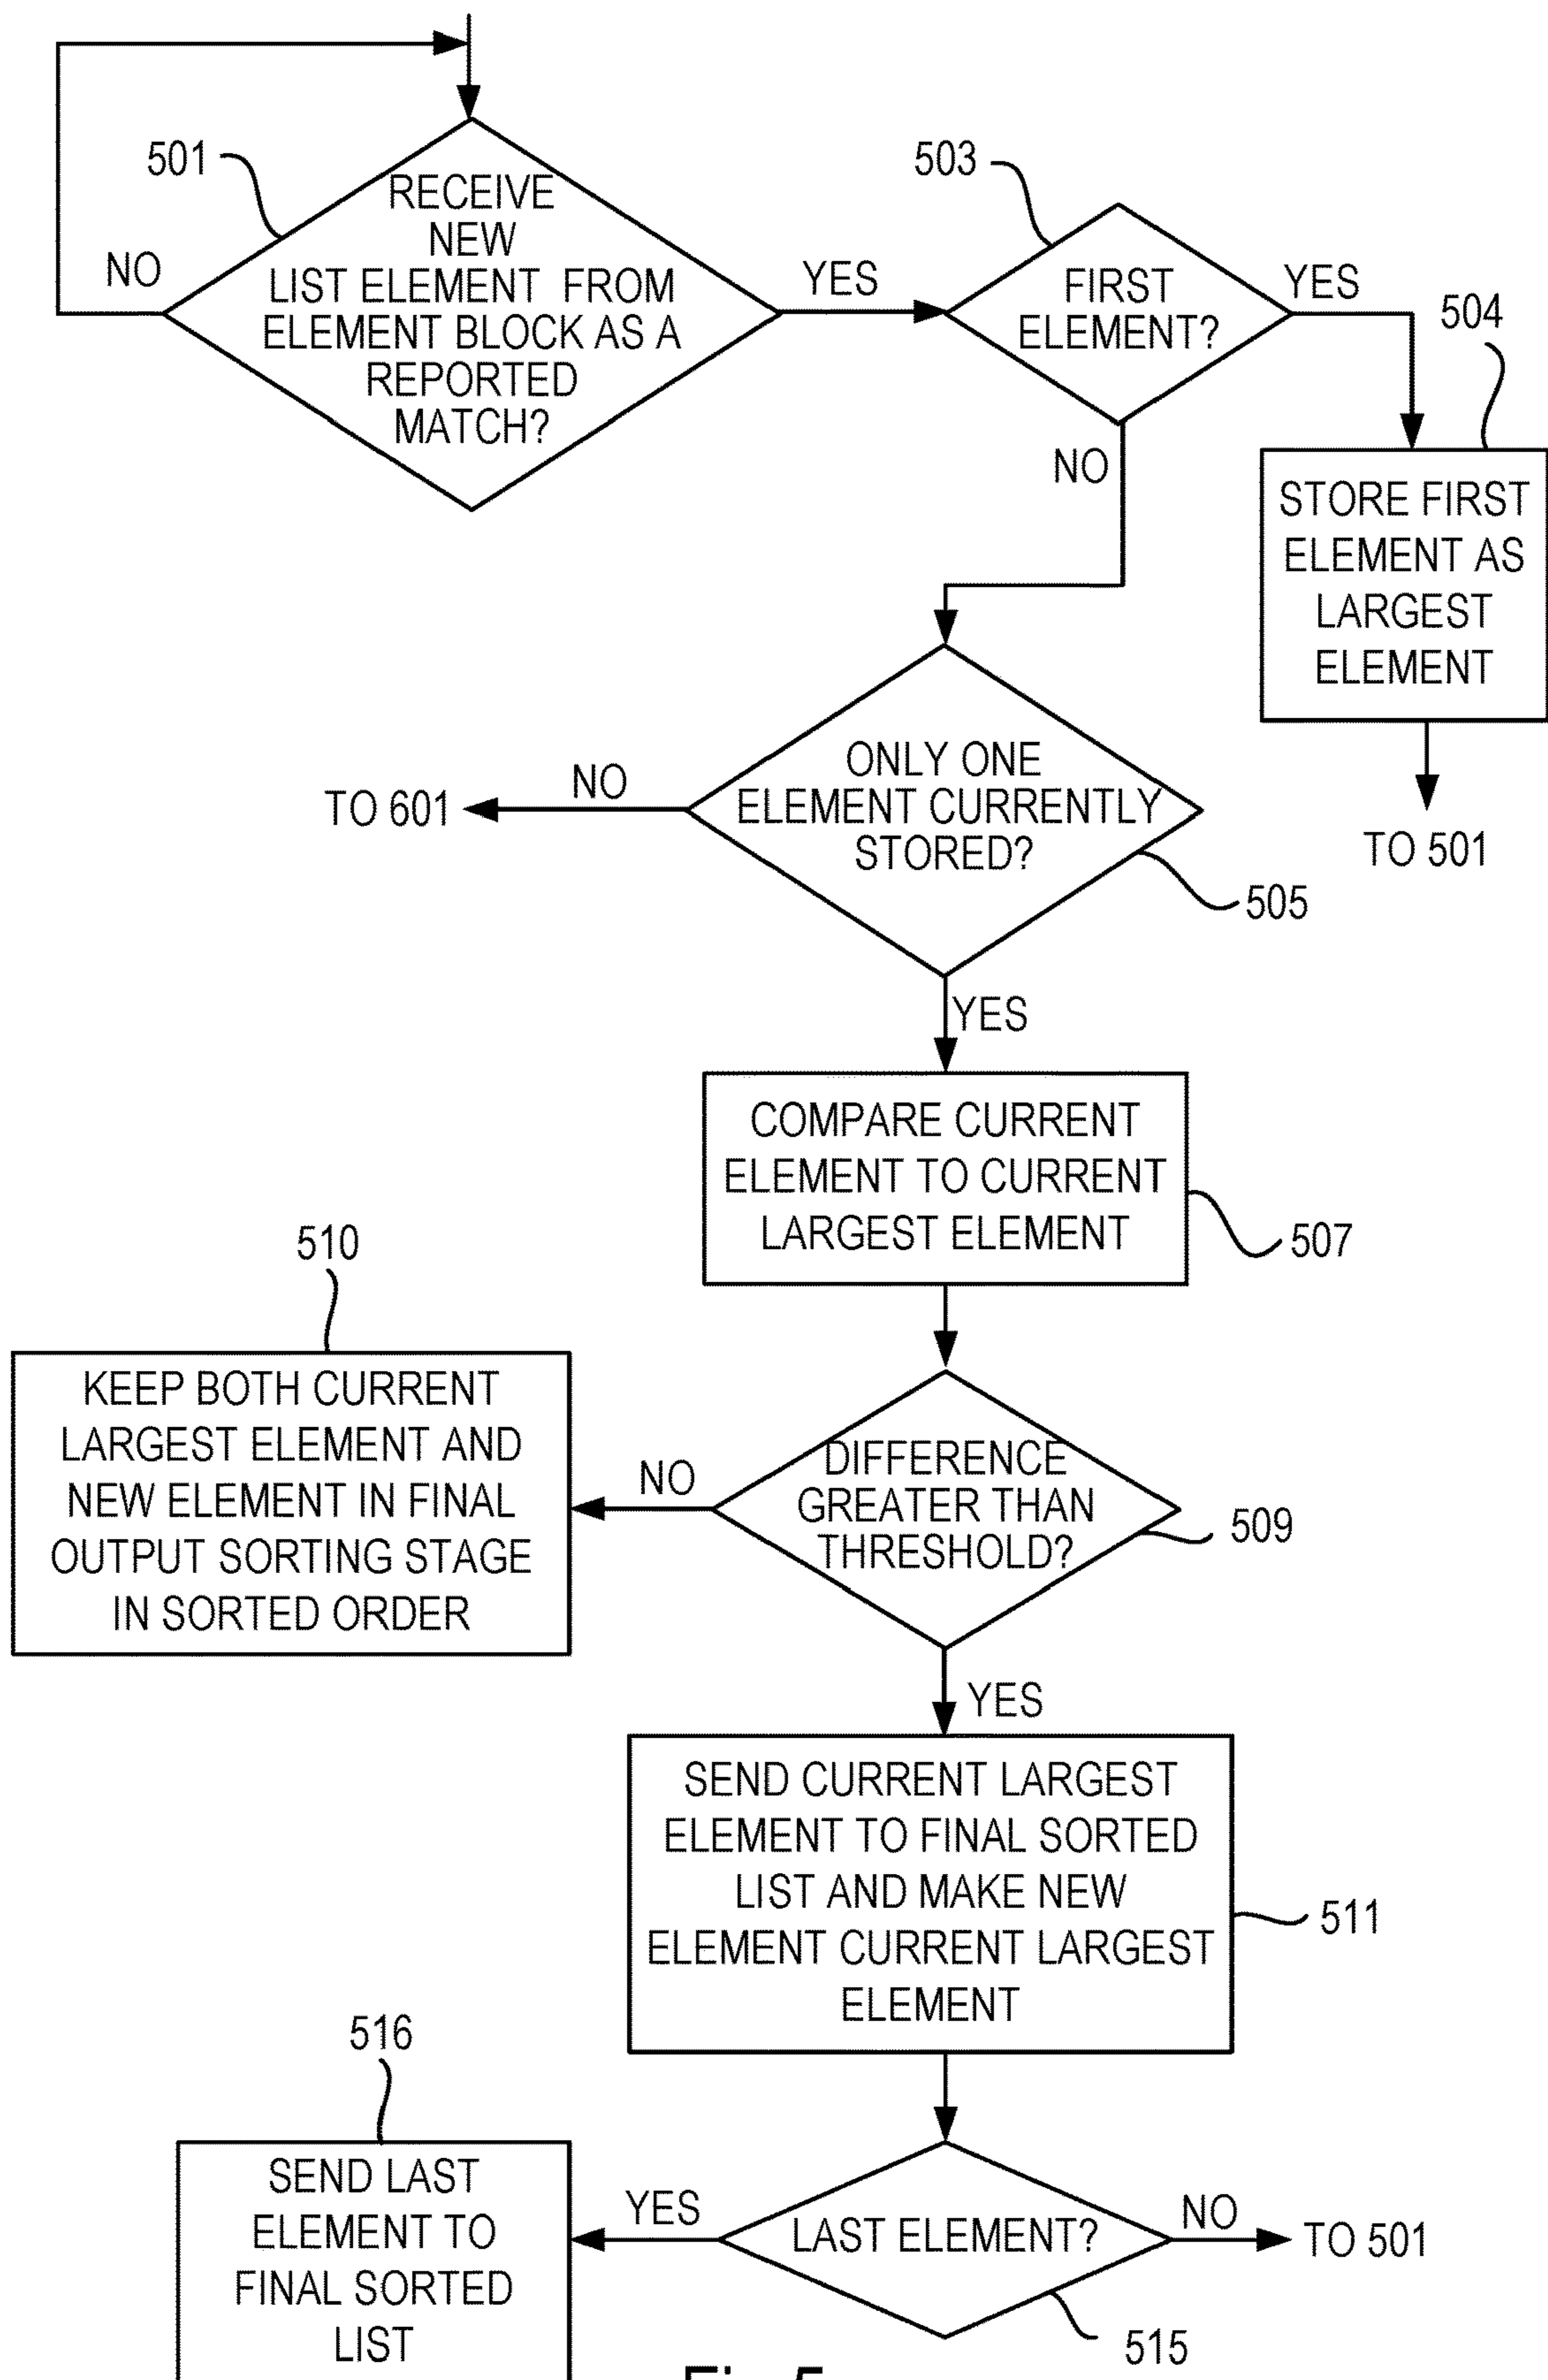 501
RECEIVE
NEW
LIST ELEMENT FROM
ELEMENT BLOCK AS A
REPORTED
MATCH?
NO
YES
503
FIRST
ELEMENT?
YES
NO
504
STORE FIRST
ELEMENT AS
LARGEST
ELEMENT
TO 501
ONLY ONE
ELEMENT CURRENTLY
STORED?
505
NO
TO 601
YES
COMPARE CURRENT
ELEMENT TO CURRENT
LARGEST ELEMENT
507
DIFFERENCE
GREATER THAN
THRESHOLD?
509
NO
510
KEEP BOTH CURRENT
LARGEST ELEMENT AND
NEW ELEMENT IN FINAL
OUTPUT SORTING STAGE
IN SORTED ORDER
YES
SEND CURRENT LARGEST
ELEMENT TO FINAL SORTED
LIST AND MAKE NEW
ELEMENT CURRENT LARGEST
ELEMENT
511
LAST ELEMENT?
515
NO
TO 501
YES
516
SEND LAST
ELEMENT TO
FINAL SORTED
LIST